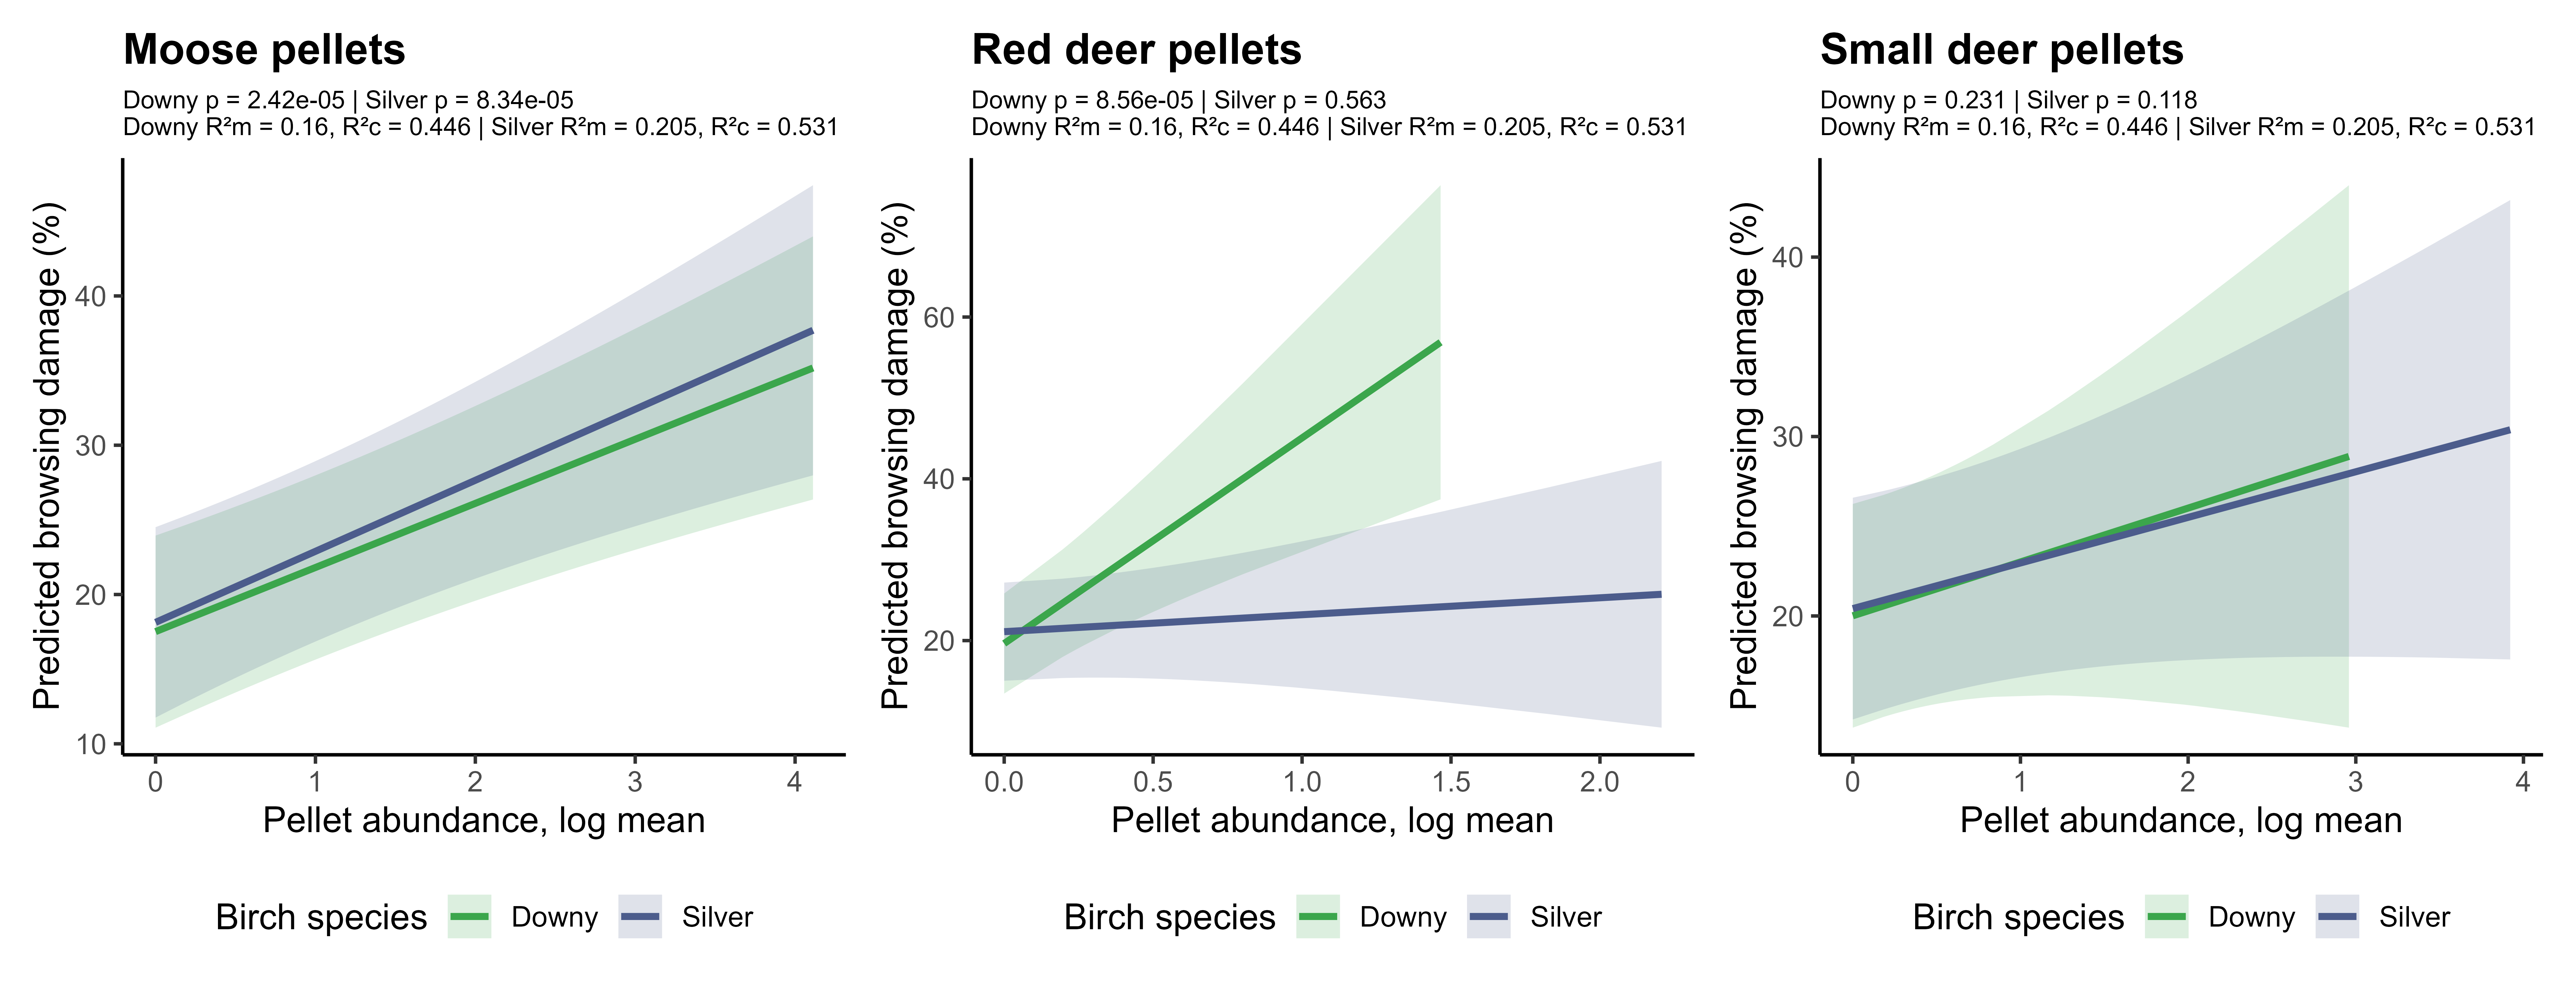 Moose pellets
Downy p = 2.42e-05 | Silver p = 8.34e-05
Downy R²m = 0.16, R²c = 0.446 | Silver R²m = 0.205, R²c = 0.531
Predicted browsing damage (%)
40
30
20
10
0 1 2 3 4
Pellet abundance, log mean
Birch species Downy Silver
Red deer pellets
Downy p = 8.56e-05 | Silver p = 0.563
Downy R²m = 0.16, R²c = 0.446 | Silver R²m = 0.205, R²c = 0.531
Predicted browsing damage (%)
60
40
20
0.0 0.5 1.0 1.5 2.0
Pellet abundance, log mean
Birch species Downy Silver
Small deer pellets
Downy p = 0.231 | Silver p = 0.118
Downy R²m = 0.16, R²c = 0.446 | Silver R²m = 0.205, R²c = 0.531
Predicted browsing damage (%)
40
30
20
0 1 2 3 4
Pellet abundance, log mean
Birch species Downy Silver